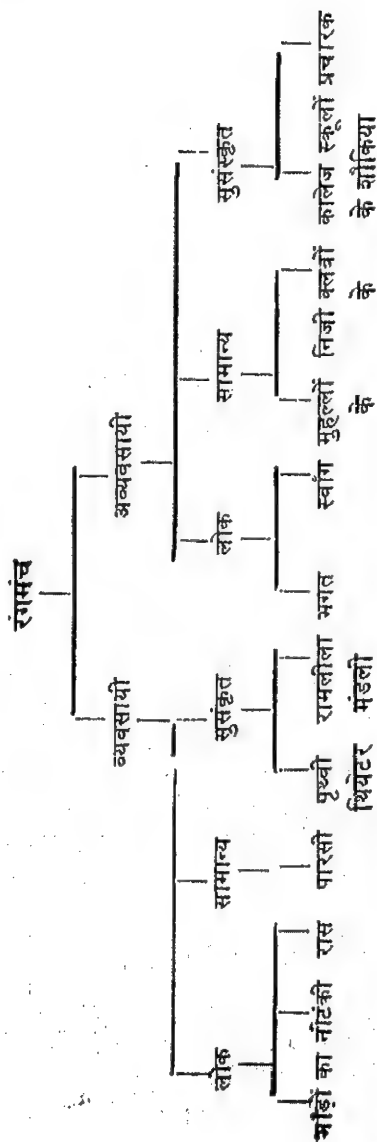 रंगमंच
व्यवसायी अव्यवसायी
लोक सामान्य सुसंकृत लोक सामान्य सुसंस्कृत
भाँड़ों का नौटंकी रास पारसी पृथ्वी रामलीला भगत स्वाँग मुहल्लों निजी क्लबों कालेज स्कूलों प्रचारक
थियेटर मंडली के के के शौकिया